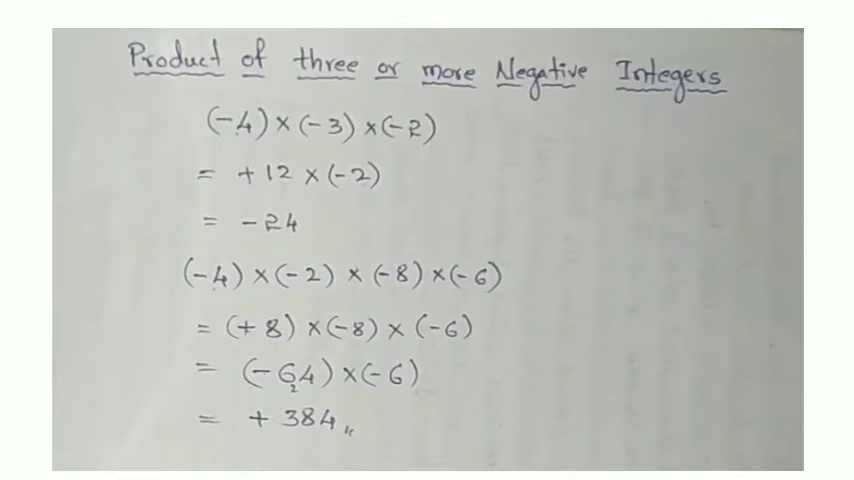 Product of three or more Negative Integers
(-4) × (-3) × (-2)
= +12 × (-2)
= -24
(-4) × (-2) × (-8) × (-6)
= (+8) × (-8) × (-6)
= (-64) × (-6)
2
= +384 〃